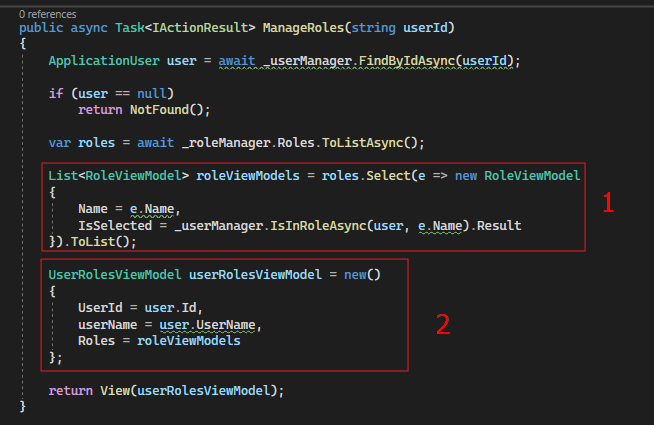 0 references
public async Task<IActionResult> ManageRoles(string userId)
{
    ApplicationUser user = await _userManager.FindByIdAsync(userId);
    if (user == null)
        return NotFound();
    var roles = await _roleManager.Roles.ToListAsync();
    List<RoleViewModel> roleViewModels = roles.Select(e => new RoleViewModel
    {
        Name = e.Name,
        IsSelected = _userManager.IsInRoleAsync(user, e.Name).Result
    }).ToList();
1
    UserRolesViewModel userRolesViewModel = new()
    {
        UserId = user.Id,
        userName = user.UserName,
        Roles = roleViewModels
    };
2
    return View(userRolesViewModel);
}